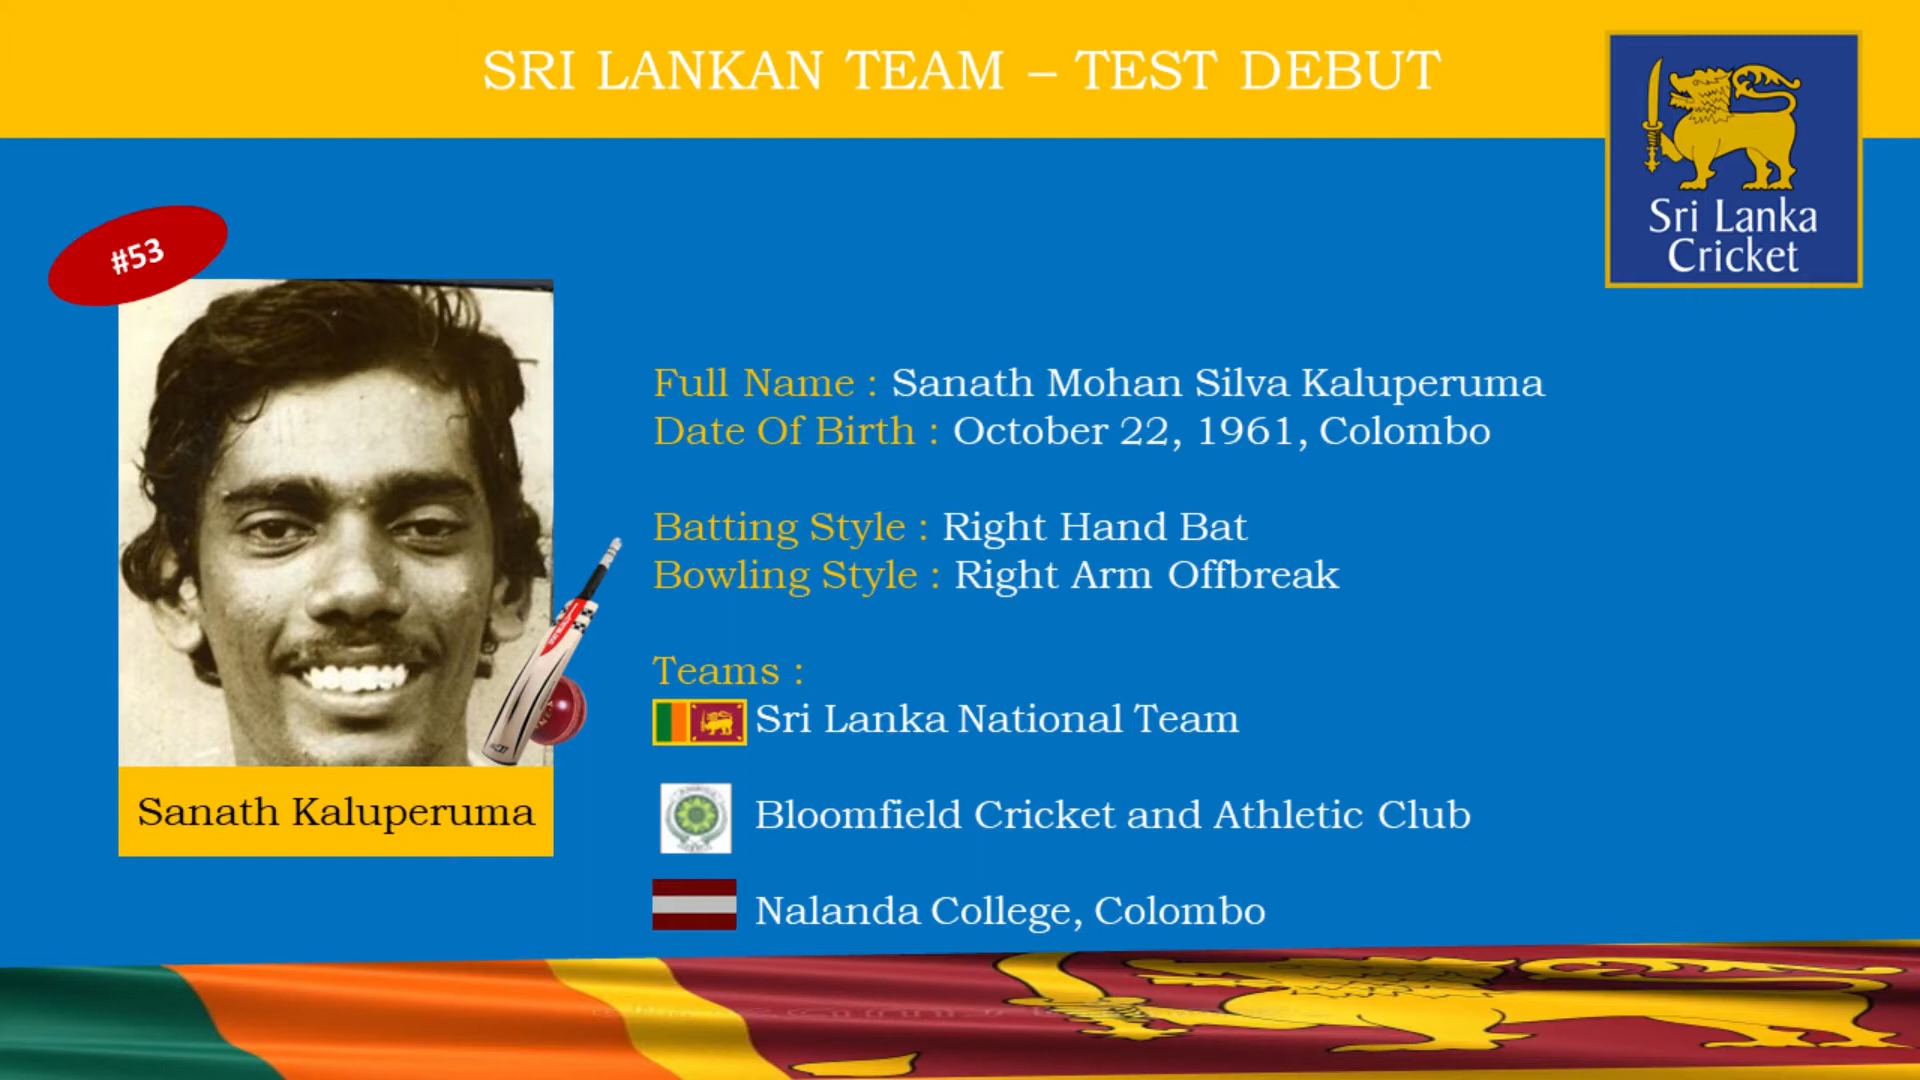 SRI LANKAN TEAM – TEST DEBUT
Sri Lanka
Cricket
#53
Full Name : Sanath Mohan Silva Kaluperuma
Date Of Birth : October 22, 1961, Colombo
Batting Style : Right Hand Bat
Bowling Style : Right Arm Offbreak
Teams :
Sri Lanka National Team
Bloomfield Cricket and Athletic Club
Nalanda College, Colombo
Sanath Kaluperuma